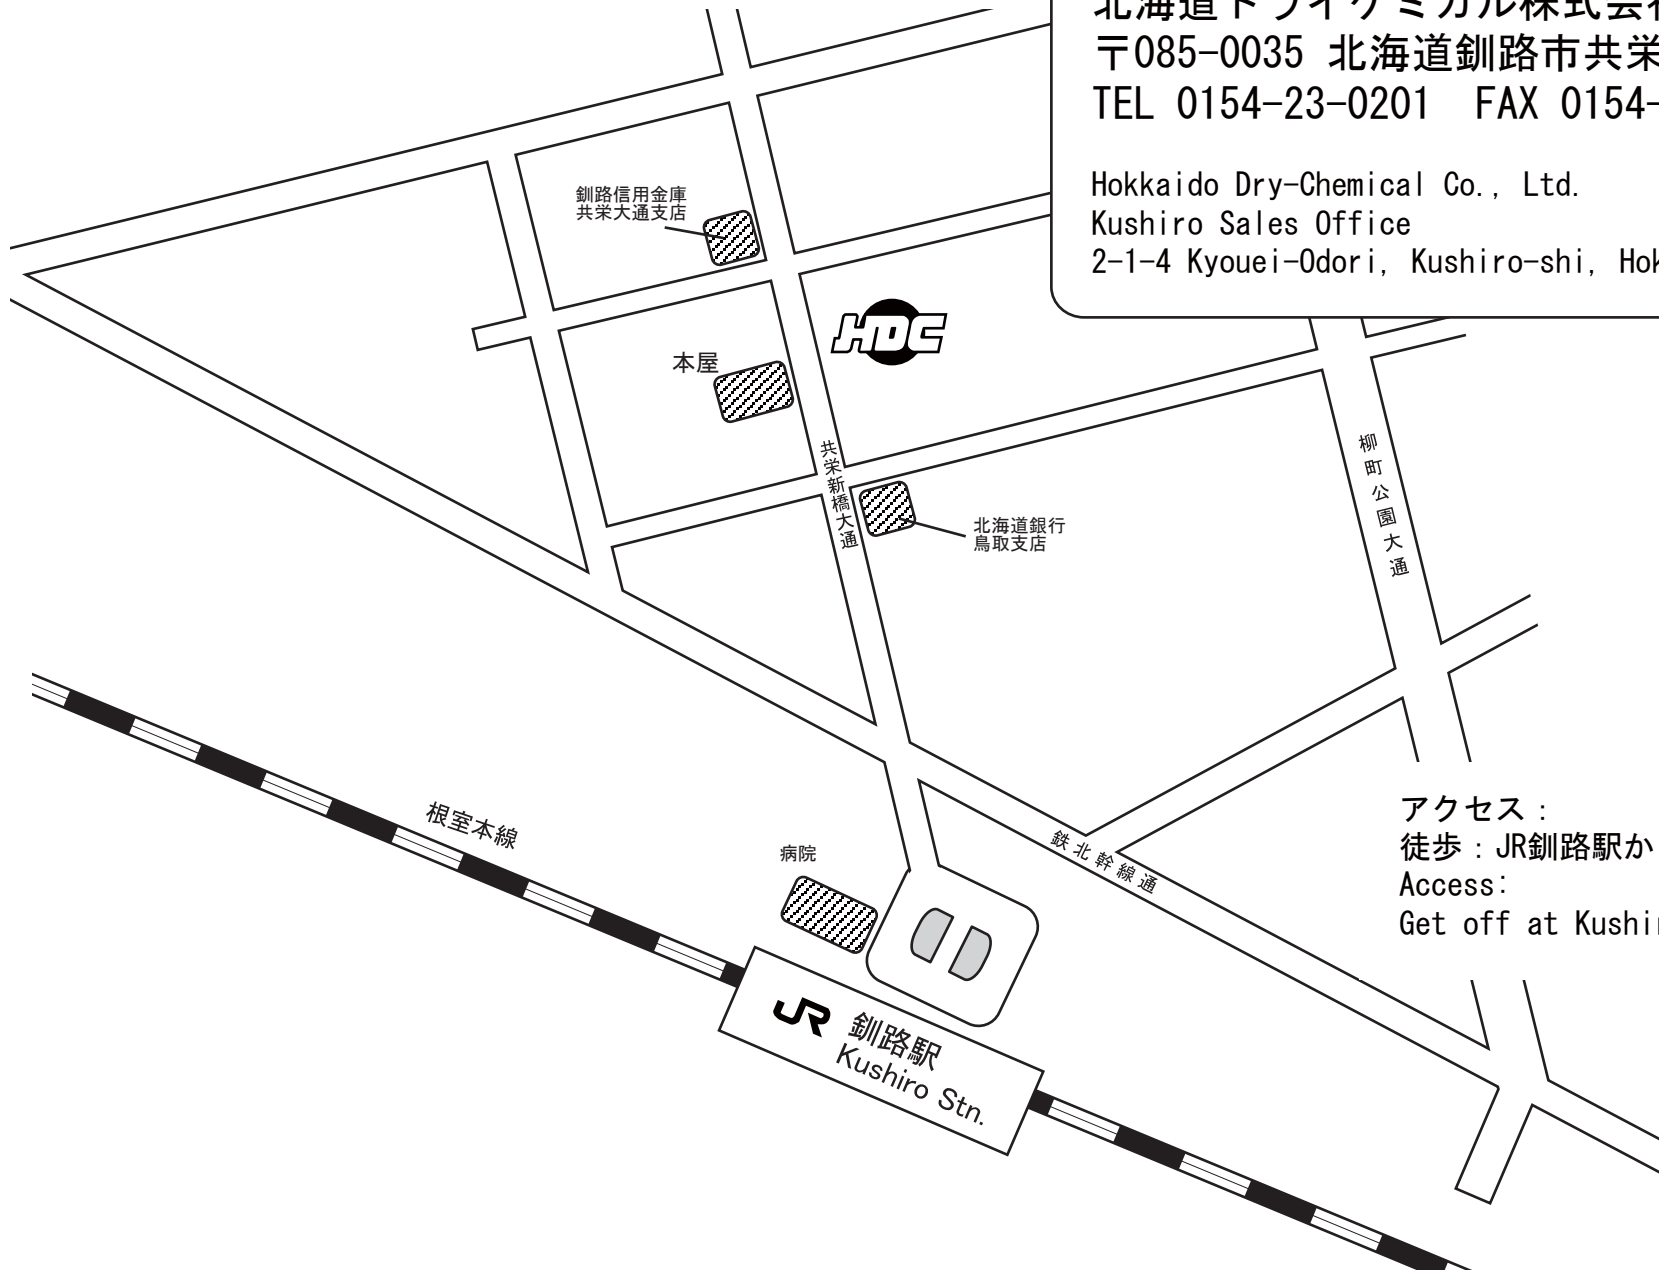 北海道ドライケミカル株式会
〒085-0035 北海道釧路市共栄
TEL 0154-23-0201 FAX 0154-
Hokkaido Dry-Chemical Co., Ltd.
Kushiro Sales Office
2-1-4 Kyouei-Odori, Kushiro-shi, Hok
釧路信用金庫
共栄大通支店
HDC
本屋
共栄新橋大通
柳町公園大通
北海道銀行
鳥取支店
根室本線
病院
鉄北幹線通
アクセス：
徒歩：JR釧路駅か
Access:
Get off at Kushir
JR 釧路駅
Kushiro Stn.